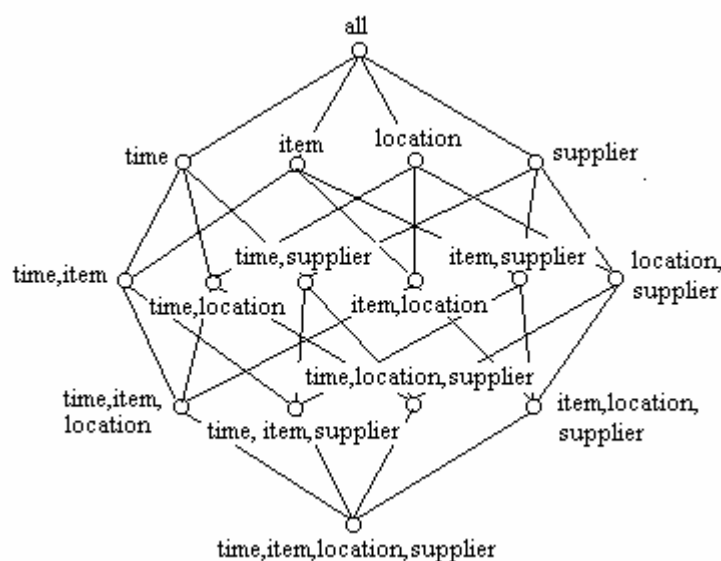 all
time
item
location
supplier
time,item
time,supplier
time,location
item,location
item,supplier
location,
supplier
time,item,
location
time, item,supplier
time,location,supplier
item,location,
supplier
time,item,location,supplier